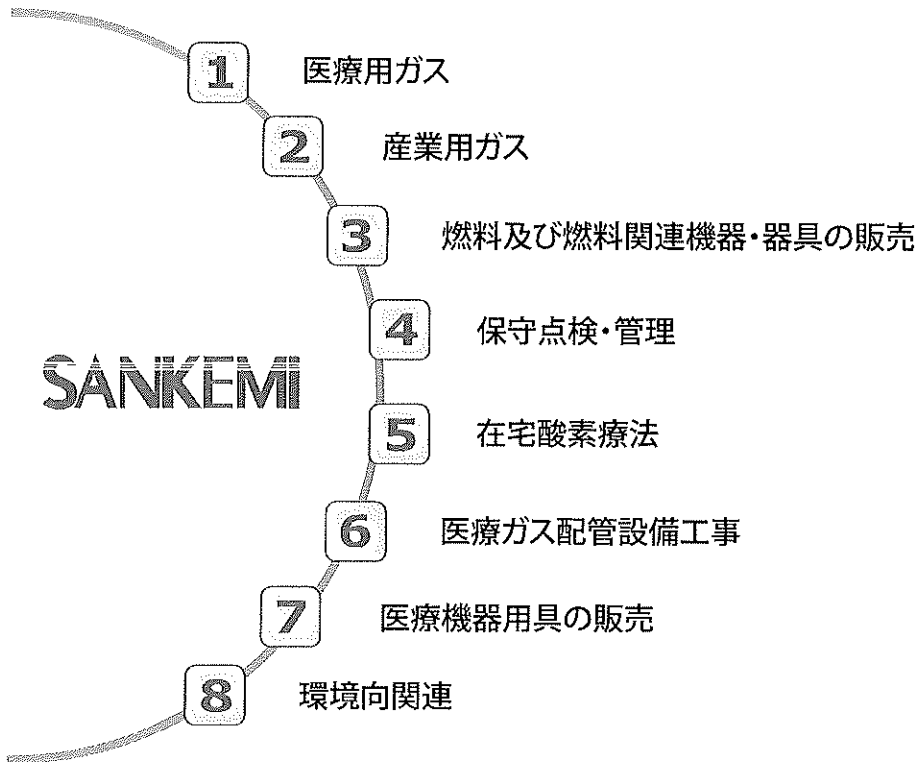 1 医療用ガス
2 産業用ガス
3 燃料及び燃料関連機器・器具の販売
4 保守点検・管理
SANKEMI
5 在宅酸素療法
6 医療ガス配管設備工事
7 医療機器用具の販売
8 環境向関連